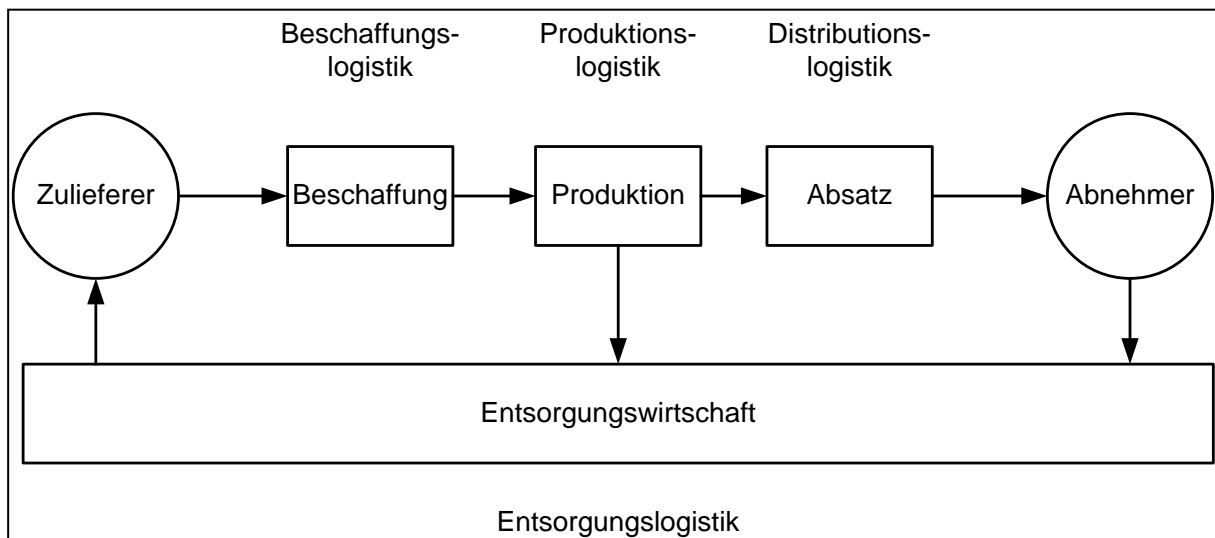 Beschaffungs-
logistik
Produktions-
logistik
Distributions-
logistik
Zulieferer
Beschaffung
Produktion
Absatz
Abnehmer
Entsorgungswirtschaft
Entsorgungslogistik